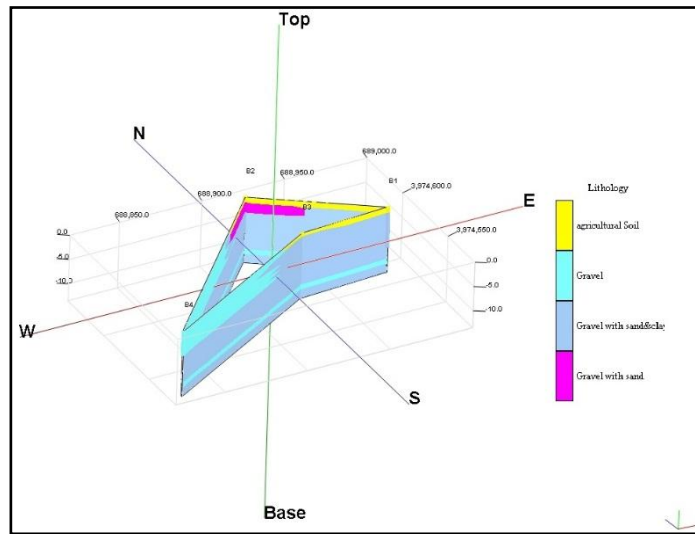 Top
N
689,000.0
B2
688,950.0
B1
3,974,600.0
688,900.0
Lithology
E
B3
688,850.0
agricultural Soil
3,974,550.0
0.0
-5.0
0.0
Gravel
-10.0
-5.0
B4
-10.0
W
Gravel with sand&clay
Gravel with sand
S
Base